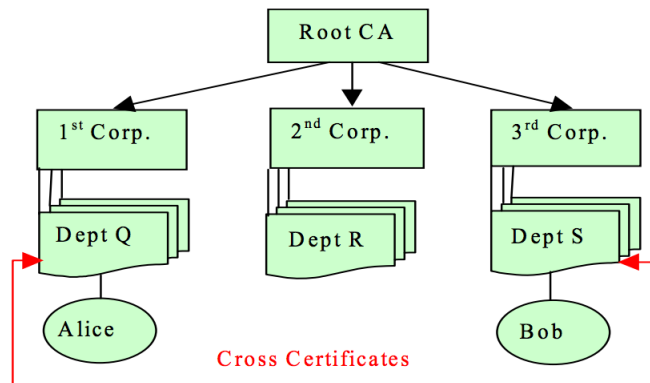 Root CA
1st Corp.
2nd Corp.
3rd Corp.
Dept Q
Dept R
Dept S
Alice
Bob
Cross Certificates